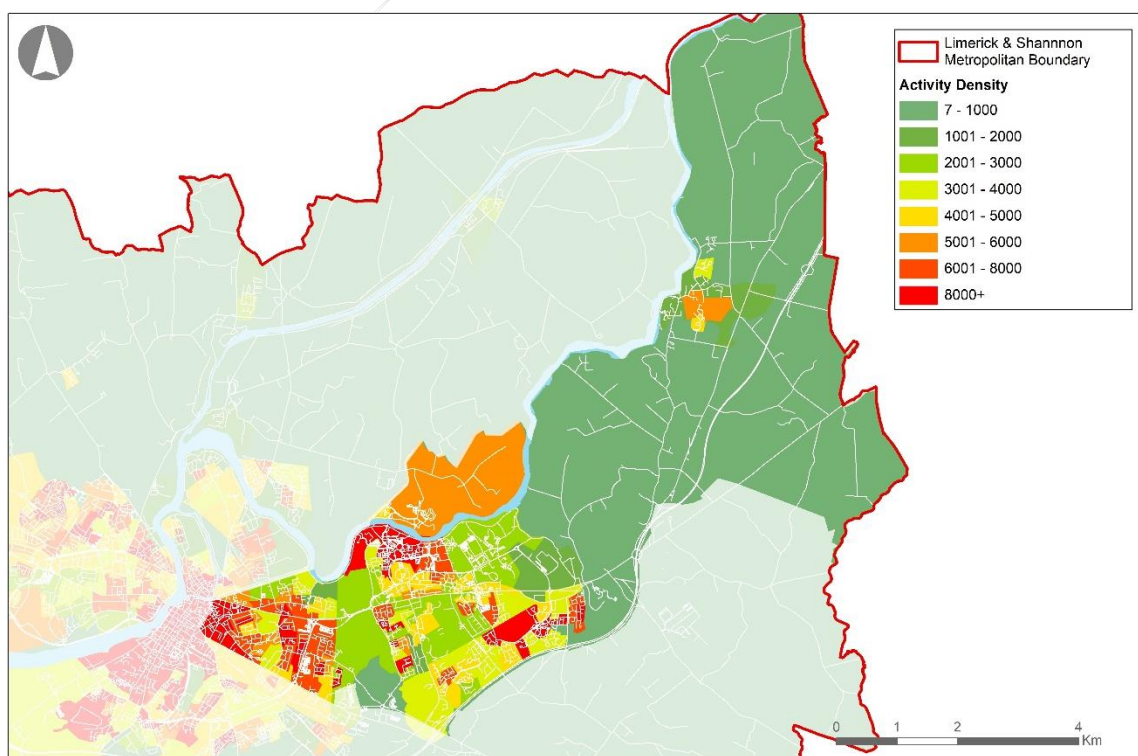 Limerick & Shannnon
Metropolitan Boundary
Activity Density
7 - 1000
1001 - 2000
2001 - 3000
3001 - 4000
4001 - 5000
5001 - 6000
6001 - 8000
8000+
0 1 2 4
Km